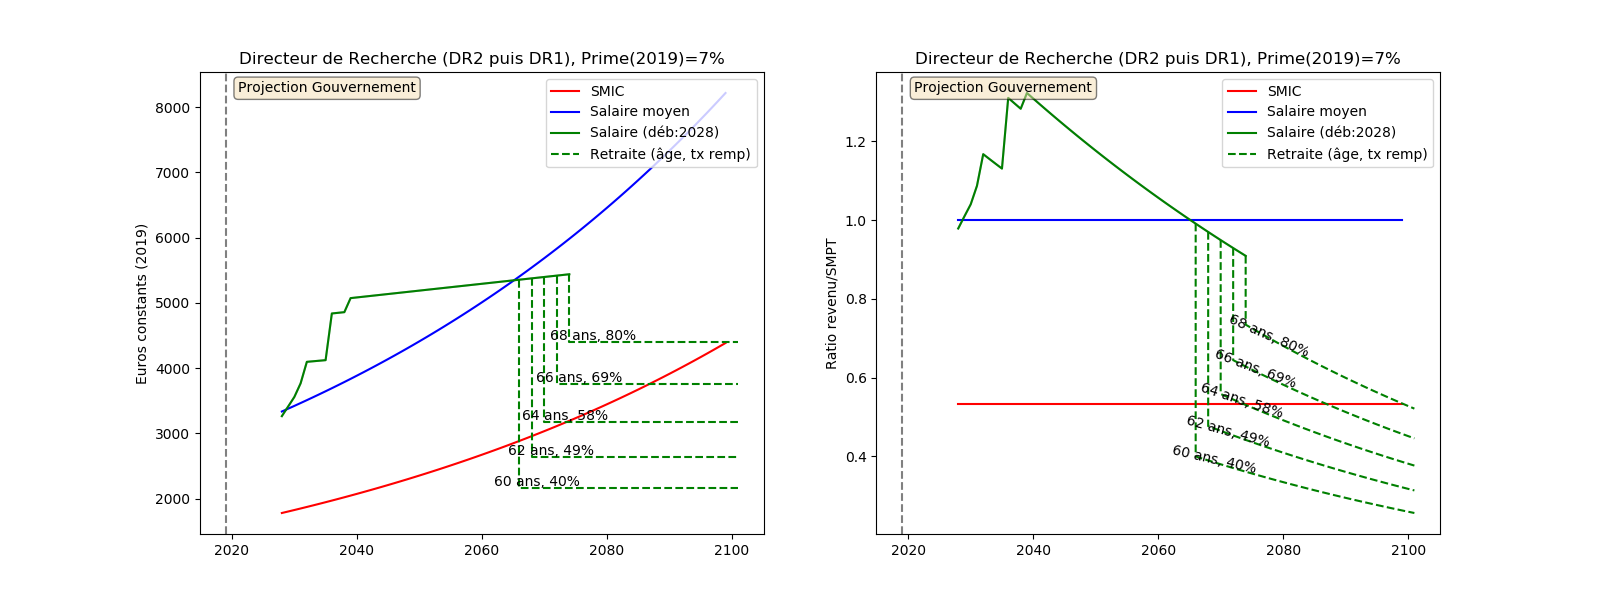 Directeur de Recherche (DR2 puis DR1), Prime(2019)=7%
Projection Gouvernement
SMIC
Salaire moyen
Salaire (déb:2028)
Retraite (âge, tx remp)
Euros constants (2019)
8000
7000
6000
5000
4000
3000
2000
68 ans, 80%
66 ans, 69%
64 ans, 58%
62 ans, 49%
60 ans, 40%
2020
2040
2060
2080
2100
Directeur de Recherche (DR2 puis DR1), Prime(2019)=7%
Projection Gouvernement
SMIC
Salaire moyen
Salaire (déb:2028)
Retraite (âge, tx remp)
Ratio revenu/SMPT
1.2
1.0
0.8
0.6
0.4
68 ans, 80%
66 ans, 69%
64 ans, 58%
62 ans, 49%
60 ans, 40%
2020
2040
2060
2080
2100